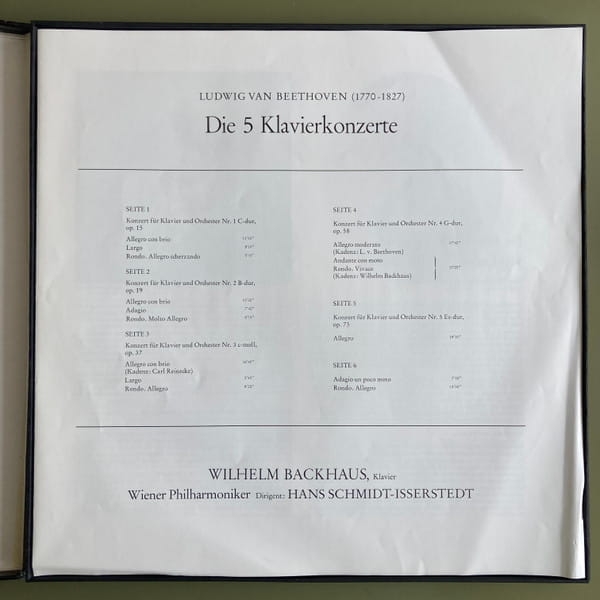 LUDWIG VAN BEETHOVEN (1770-1827)
Die 5 Klavierkonzerte
SEITE 1
Konzert für Klavier und Orchester Nr. 1 C-dur,
op. 15
Allegro con brio
Largo
Rondo. Allegro scherzando
SEITE 2
Konzert für Klavier und Orchester Nr. 2 B-dur,
op. 19
Allegro con brio
Adagio
Rondo. Molto Allegro
SEITE 3
Konzert für Klavier und Orchester Nr. 3 c-moll,
op. 37
Allegro con brio
(Kadenz: Carl Reinecke)
Largo
Rondo. Allegro
SEITE 4
Konzert für Klavier und Orchester Nr. 4 G-dur,
op. 58
Allegro moderato
(Kadenz: L. v. Beethoven)
Andante con moto
Rondo. Vivace
(Kadenz: Wilhelm Backhaus)
SEITE 5
Konzert für Klavier und Orchester Nr. 5 Es-dur,
op. 73
Allegro
SEITE 6
Adagio un poco mosso
Rondo. Allegro
WILHELM BACKHAUS, Klavier
Wiener Philharmoniker Dirigent: HANS SCHMIDT-ISSERSTEDT